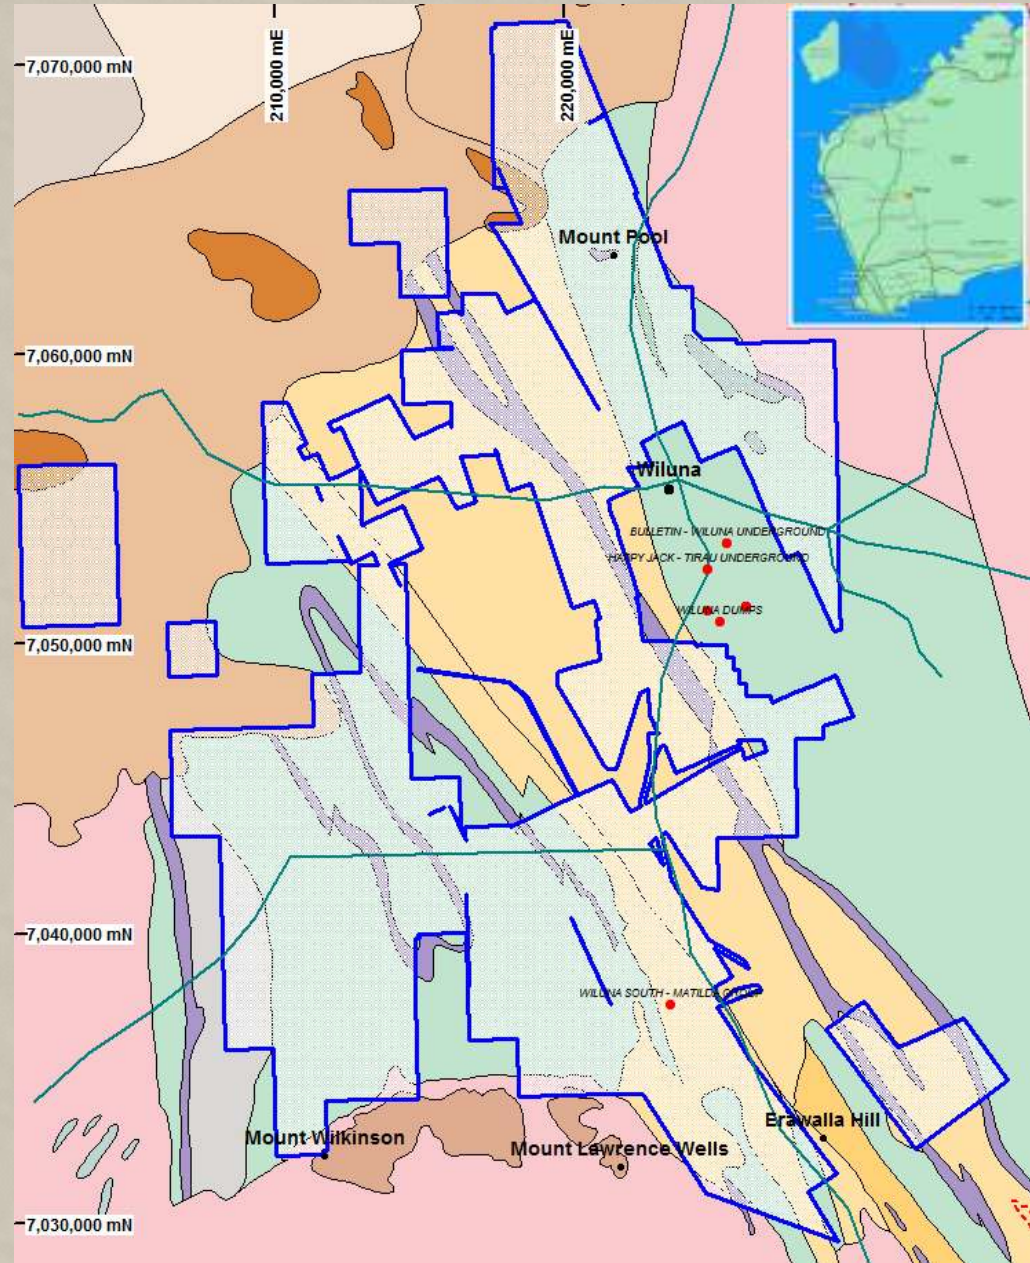 210,000 mE
220,000 mE
7,070,000 mN
Mount Pool
7,060,000 mN
Wiluna
BULLETIN - WILUNA UNDERGROUND
HAPPY JACK - TIRAU UNDERGROUND
WILUNA DUMPS
7,050,000 mN
7,040,000 mN
WILUNA SOUTH - MATILDA GROUP
Erawalla Hill
Mount Wilkinson
Mount Lawrence Wells
7,030,000 mN